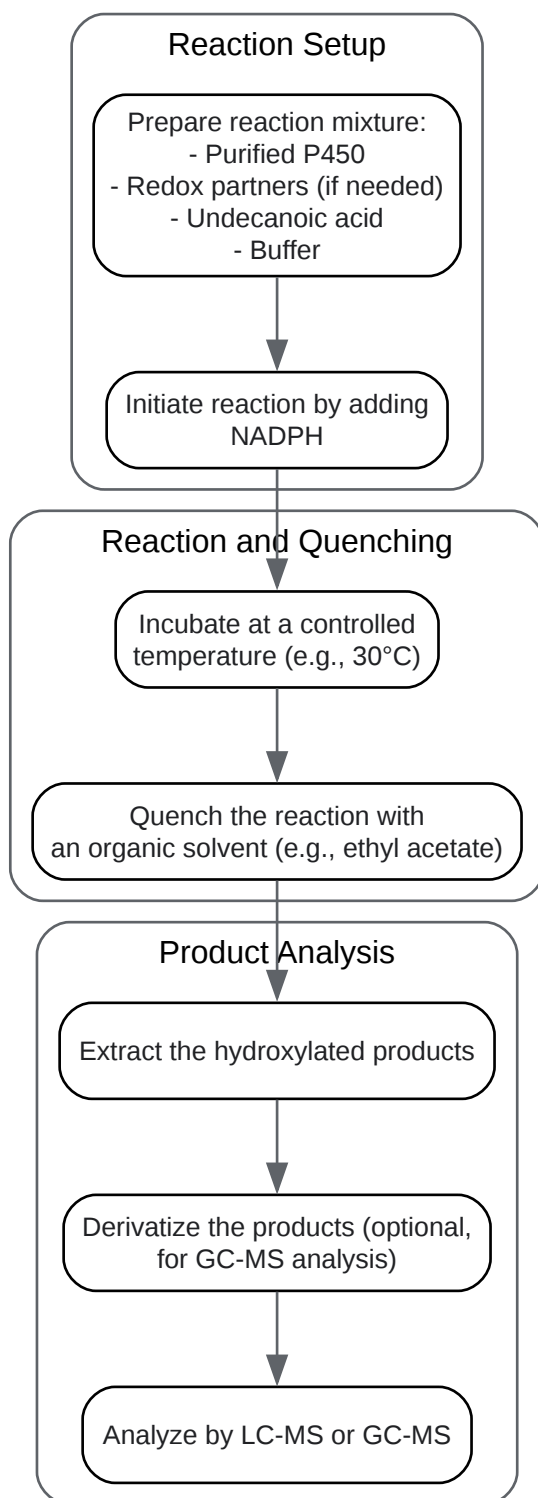 Reaction Setup
Prepare reaction mixture:
- Purified P450
- Redox partners (if needed)
- Undecanoic acid
- Buffer
Initiate reaction by adding
NADPH
Reaction and Quenching
Incubate at a controlled
temperature (e.g., 30°C)
Quench the reaction with
an organic solvent (e.g., ethyl acetate)
Product Analysis
Extract the hydroxylated products
Derivatize the products (optional,
for GC-MS analysis)
Analyze by LC-MS or GC-MS